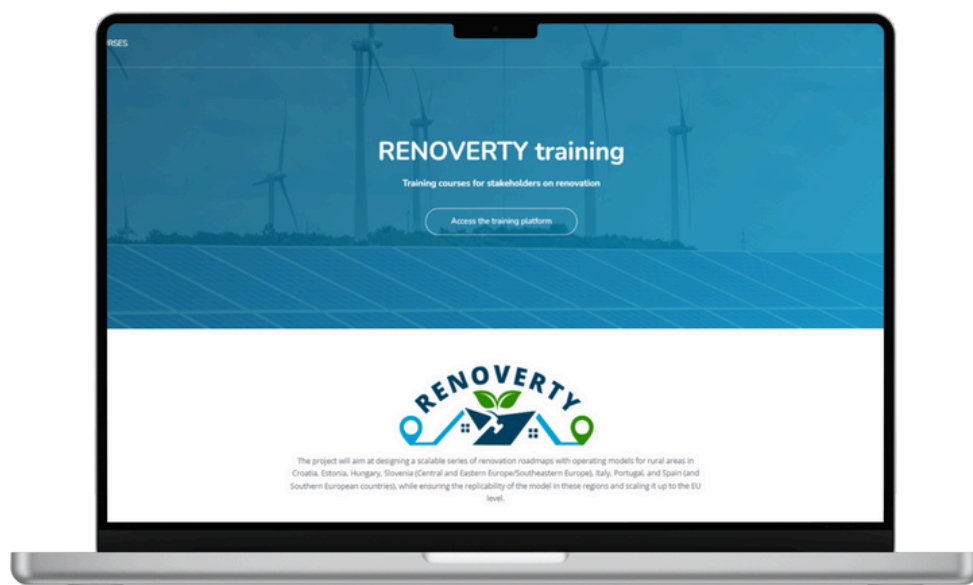 RSES
RENOVERTY training
Training courses for stakeholders on renovation
Access the training platform
RENOVERTY
The project will aim at designing a scalable series of renovation roadmaps with operating models for rural areas in
Croatia, Estonia, Hungary, Slovenia (Central and Eastern Europe/Southeastern Europe), Italy, Portugal, and Spain (and
Southern European countries), while ensuring the replicability of the model in these regions and scaling it up to the EU
level.